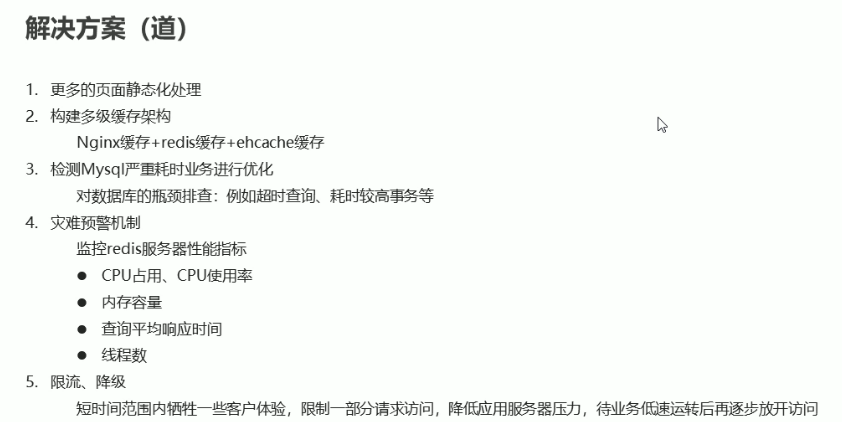 解决方案（道）
1. 更多的页面静态化处理
2. 构建多级缓存架构
Nginx缓存+redis缓存+ehcache缓存
3. 检测Mysql严重耗时业务进行优化
对数据库的瓶颈排查：例如超时查询、耗时较高事务等
4. 灾难预警机制
监控redis服务器性能指标
● CPU占用、CPU使用率
● 内存容量
● 查询平均响应时间
● 线程数
5. 限流、降级
短时间范围内牺牲一些客户体验，限制一部分请求访问，降低应用服务器压力，待业务低速运转后再逐步放开访问